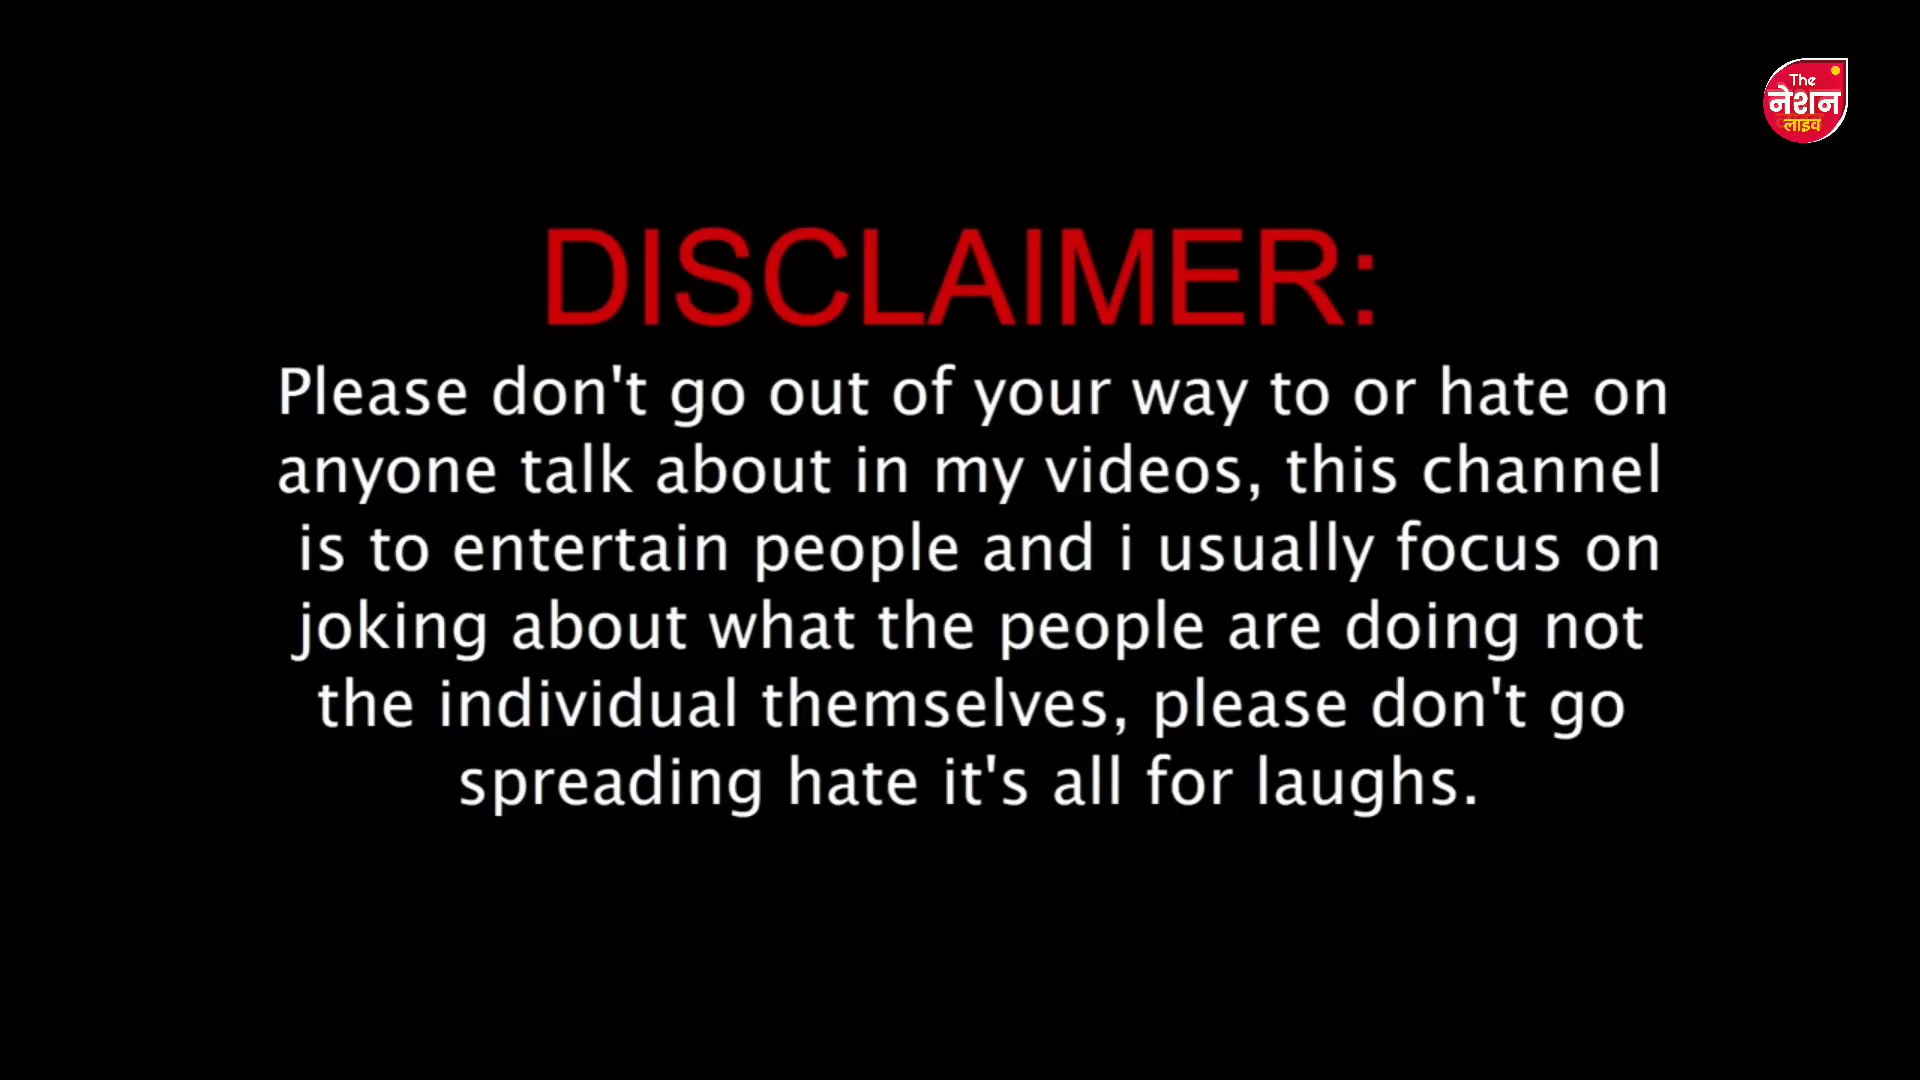 The
नेशन
लाइव
DISCLAIMER:
Please don't go out of your way to or hate on
anyone talk about in my videos, this channel
is to entertain people and i usually focus on
joking about what the people are doing not
the individual themselves, please don't go
spreading hate it's all for laughs.